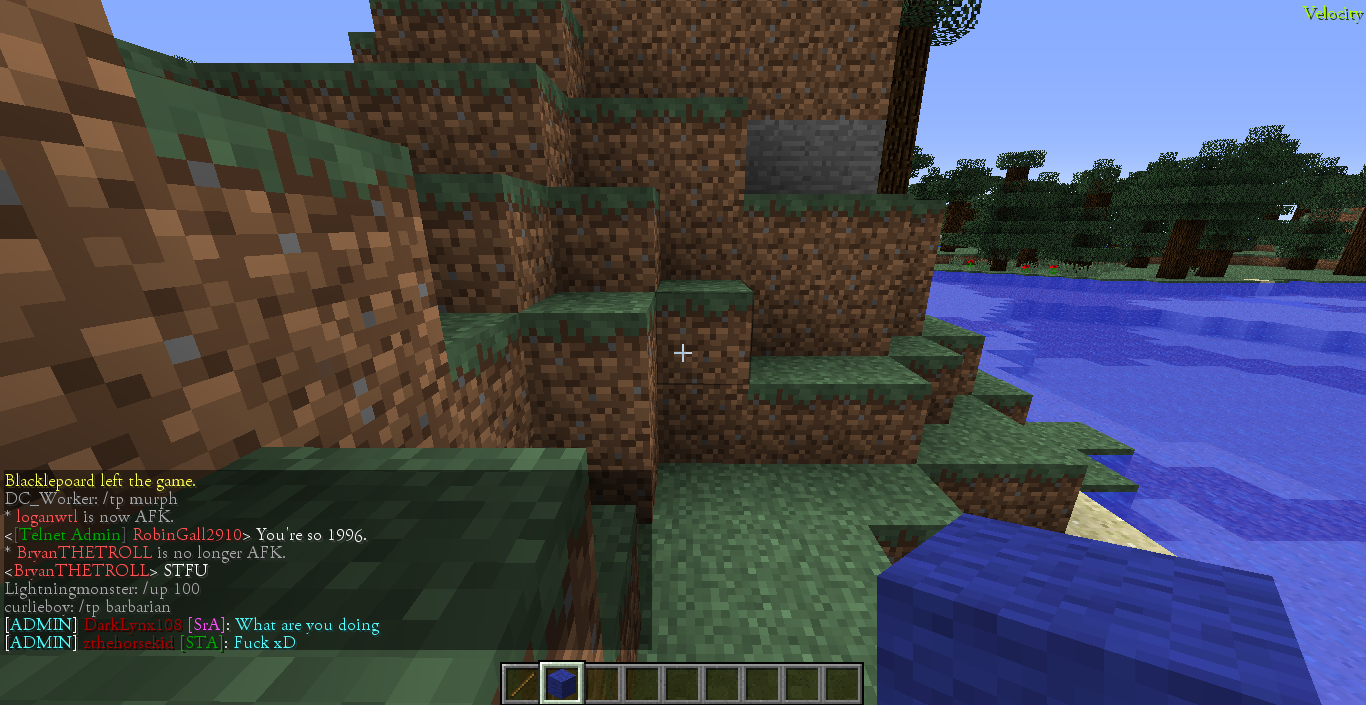 Velocity
Blacklepoard left the game.
DC_Worker: /tp murph
* loganwtl is now AFK.
<[Telnet Admin] RobinGall2910> You're so 1996.
* BryanTHETROLL is no longer AFK.
<BryanTHETROLL> STFU
Lightningmonster: /up 100
curlieboy: /tp barbarian
[ADMIN] DarkLynx108 [SrA]: What are you doing
[ADMIN] zthehorsekid [STA]: Fuck xD